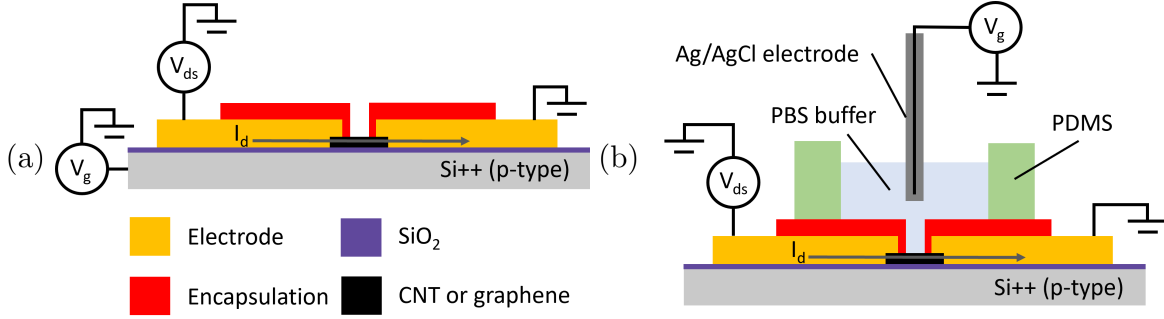 (a)
V_ds
V_g
I_d
Si++ (p-type)
Electrode
SiO₂
Encapsulation
CNT or graphene
(b)
V_g
Ag/AgCl electrode
PBS buffer
PDMS
V_ds
I_d
Si++ (p-type)